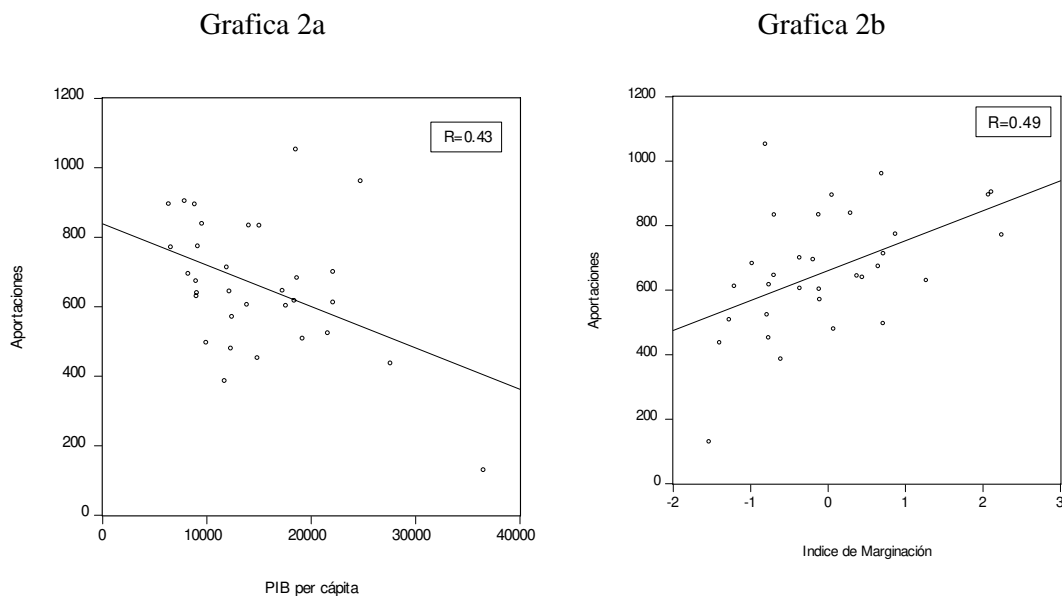 Grafica 2a
R=0.43
1200
1000
800
600
400
200
0
0 10000 20000 30000 40000
Aportaciones
PIB per cápita
Grafica 2b
R=0.49
1200
1000
800
600
400
200
0
-2 -1 0 1 2 3
Aportaciones
Indice de Marginación